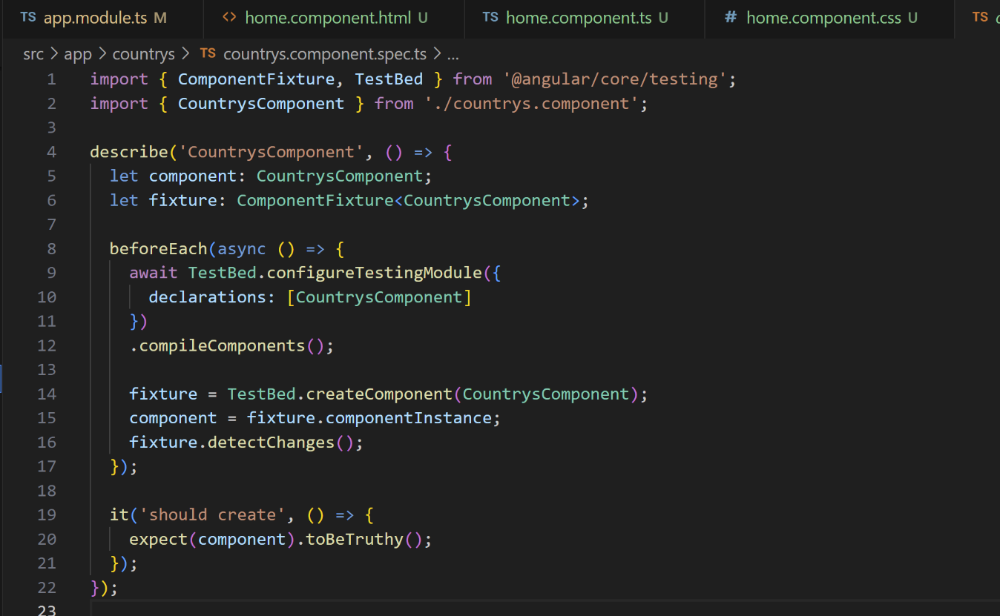 TS app.module.ts M <> home.component.html U TS home.component.ts U # home.component.css U TS
src > app > countrys > TS countrys.component.spec.ts > ...
1 import { ComponentFixture, TestBed } from '@angular/core/testing';
2 import { CountrysComponent } from './countrys.component';
3
4 describe('CountrysComponent', () => {
5   let component: CountrysComponent;
6   let fixture: ComponentFixture<CountrysComponent>;
7
8   beforeEach(async () => {
9     await TestBed.configureTestingModule({
10       declarations: [CountrysComponent]
11     })
12     .compileComponents();
13
14     fixture = TestBed.createComponent(CountrysComponent);
15     component = fixture.componentInstance;
16     fixture.detectChanges();
17   });
18
19   it('should create', () => {
20     expect(component).toBeTruthy();
21   });
22 });
23